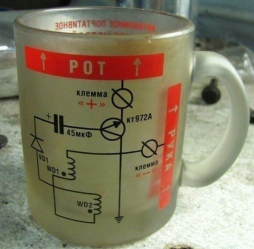 ↑ РОТ ↑
клемма
" + "
+
45мкФ
КТ972А
клемма
" - "
VD1
WD1
WD2
↑ РУКА ↑